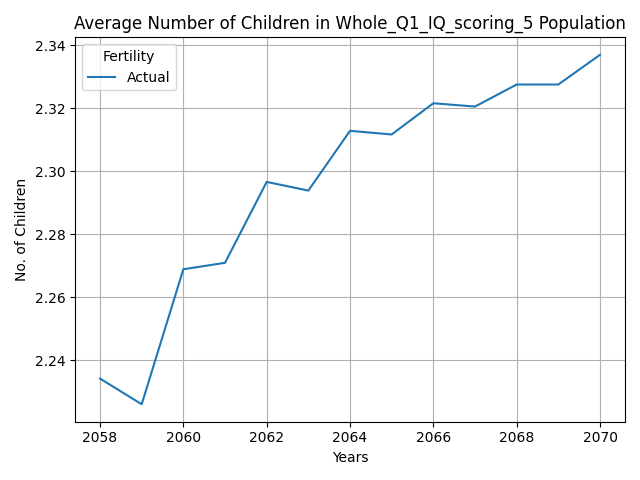 Average Number of Children in Whole_Q1_IQ_scoring_5 Population
Fertility
Actual
No. of Children
2.34
2.32
2.30
2.28
2.26
2.24
2058 2060 2062 2064 2066 2068 2070
Years